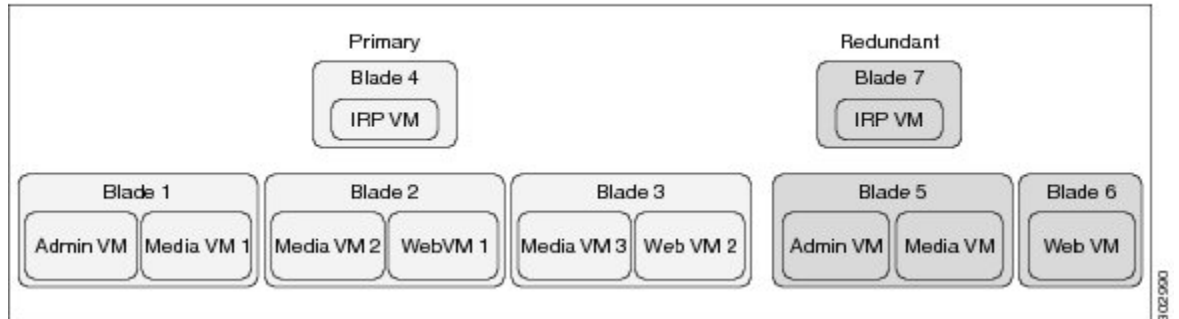 Primary
Redundant
Blade 4
IRP VM
Blade 7
IRP VM
Blade 1
Admin VM
Media VM 1
Blade 2
Media VM 2
WebVM 1
Blade 3
Media VM 3
Web VM 2
Blade 5
Admin VM
Media VM
Blade 6
Web VM
302990